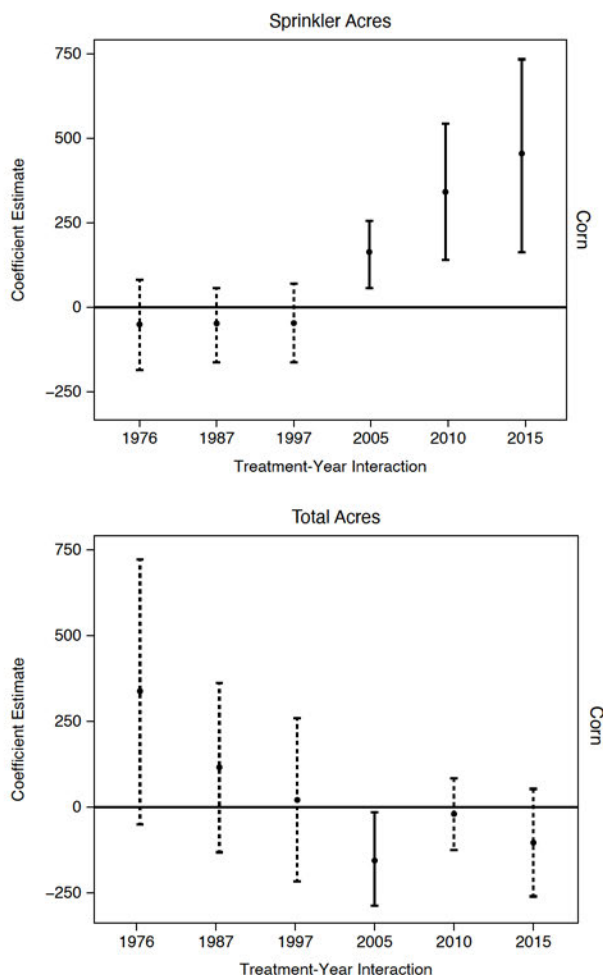 Sprinkler Acres
750
500
250
0
−250
Coefficient Estimate
Corn
1976 1987 1997 2005 2010 2015
Treatment-Year Interaction
Total Acres
750
500
250
0
−250
Coefficient Estimate
Corn
1976 1987 1997 2005 2010 2015
Treatment-Year Interaction